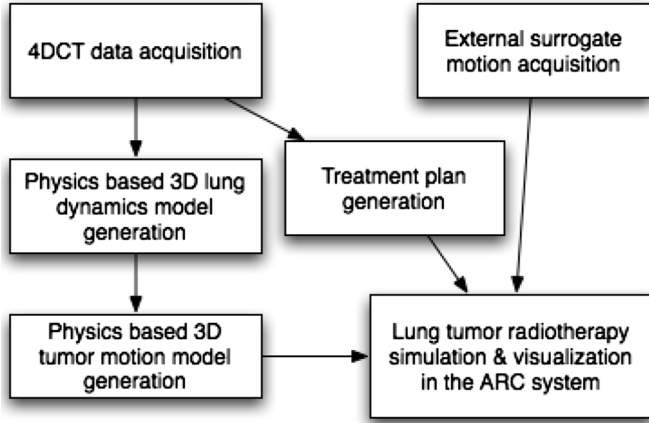 4DCT data acquisition
External surrogate
motion acquisition
Physics based 3D lung
dynamics model
generation
Treatment plan
generation
Physics based 3D
tumor motion model
generation
Lung tumor radiotherapy
simulation & visualization
in the ARC system